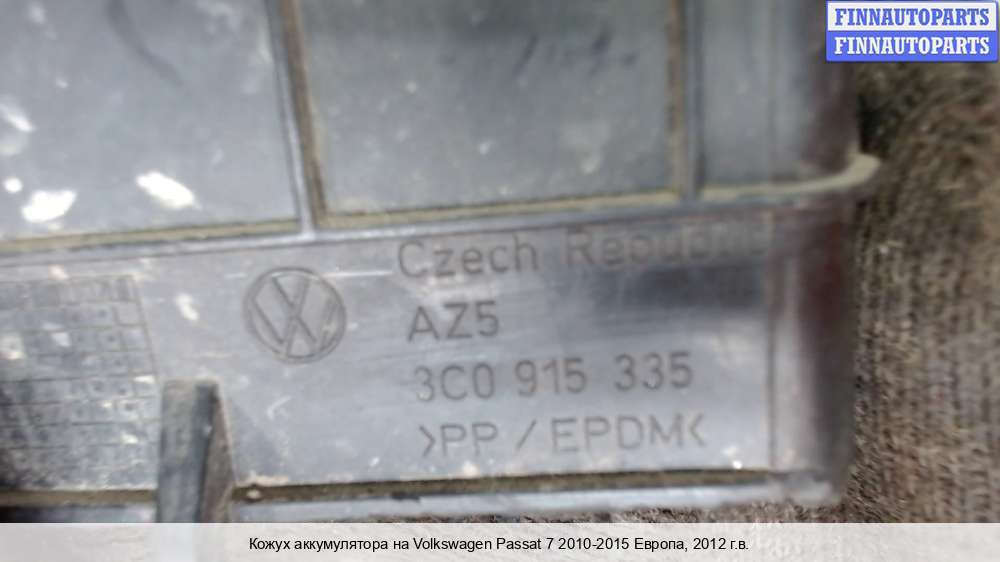 FINNAUTOPARTS
FINNAUTOPARTS
Czech Republic
AZ5
3C0 915 335
>PP / EPDM<
Кожух аккумулятора на Volkswagen Passat 7 2010-2015 Европа, 2012 г.в.